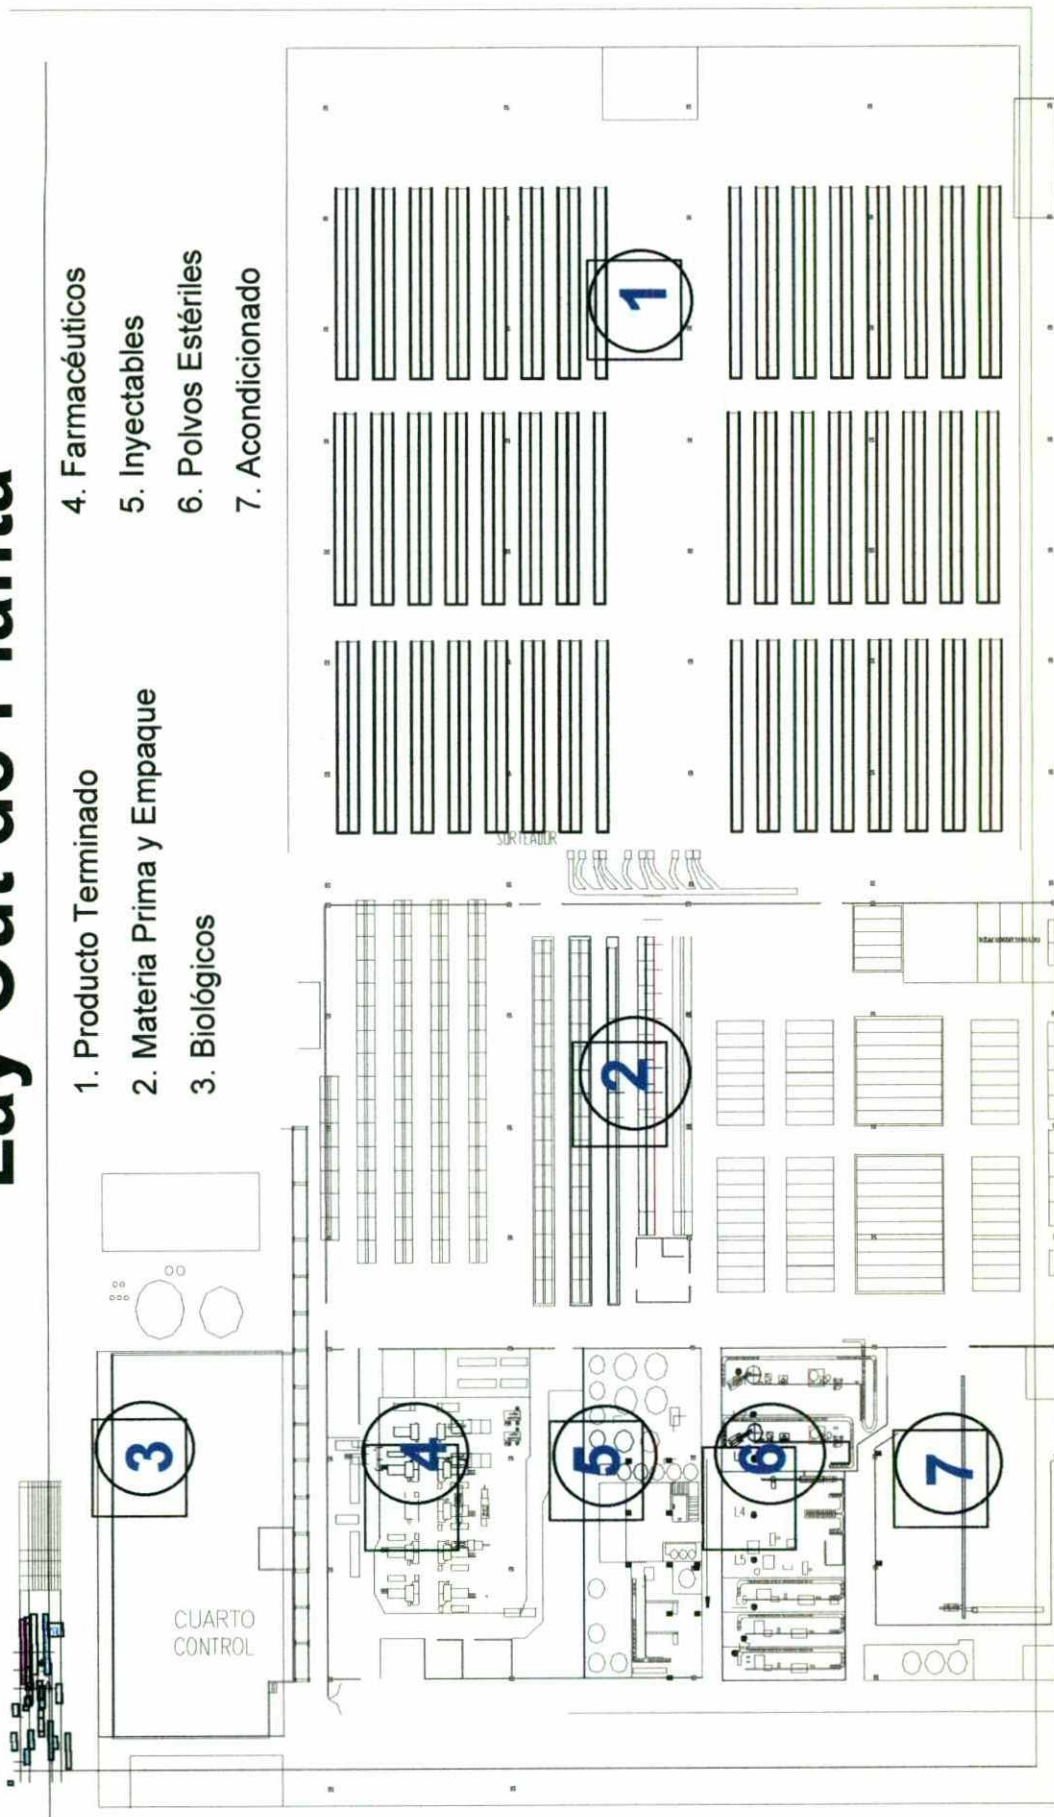 Lay Out de Planta
1. Producto Terminado
2. Materia Prima y Empaque
3. Biológicos
4. Farmacéuticos
5. Inyectables
6. Polvos Estériles
7. Acondicionado
CUARTO
CONTROL
3
4
5
6
L4
L5
7
2
SORTEADOR
1